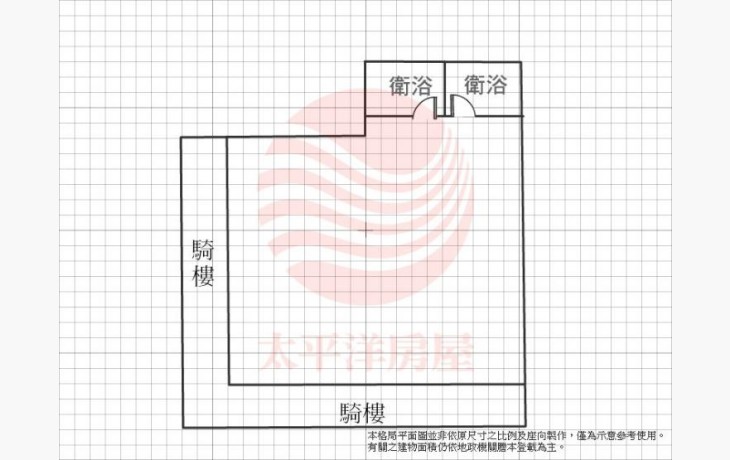 衛浴
衛浴
騎樓
太平洋房屋
騎樓
本格局平面圖並非依原尺寸之比例及座向製作，僅為示意參考使用。
有關之建物面積仍依地政機關謄本登載為主。